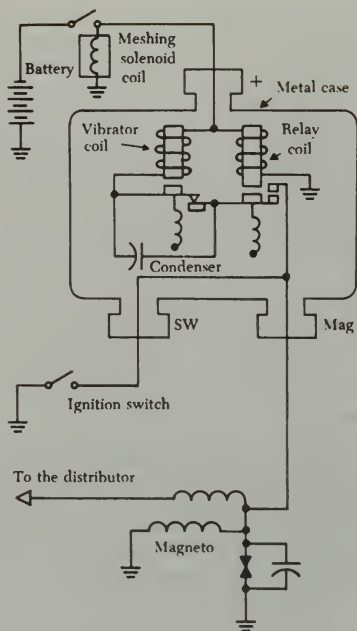 Meshing
solenoid
coil
Battery
+
Metal case
Vibrator
coil
Relay
coil
Condenser
SW
Mag
Ignition switch
To the distributor
Magneto